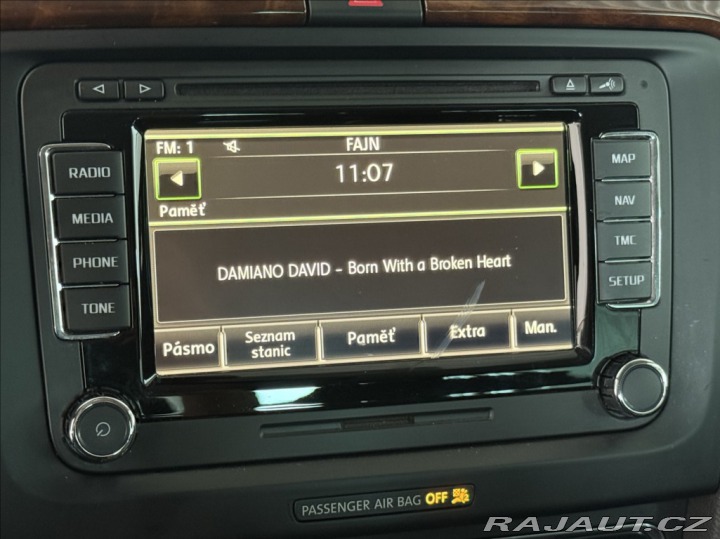 FM: 1 FAJN
11:07
Paměť
DAMIANO DAVID - Born With a Broken Heart
Pásmo Seznam stanic Paměť Extra Man.
RADIO
MEDIA
PHONE
TONE
MAP
NAV
TMC
SETUP
PASSENGER AIR BAG OFF
RAJAUT.CZ